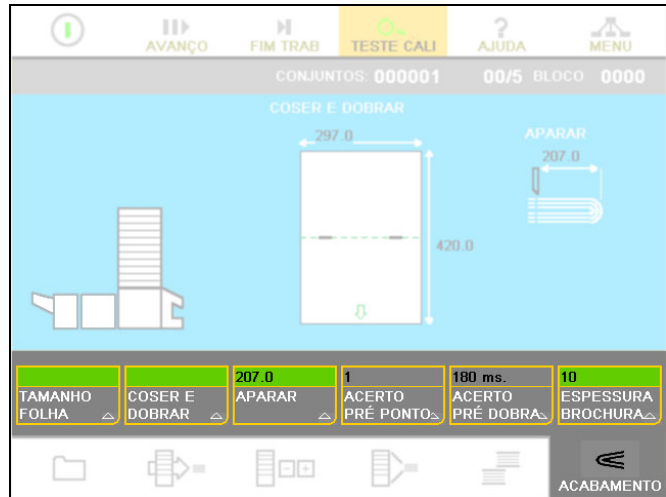 AVANÇO
FIM TRAB
TESTE CALI
?
AJUDA
MENU
CONJUNTOS: 000001 00/5 BLOCO 0000
COSER E DOBRAR
297.0
APARAR
207.0
420.0
207.0
1
180 ms.
10
TAMANHO
FOLHA
COSER E
DOBRAR
APARAR
ACERTO
PRÉ PONTO
ACERTO
PRÉ DOBRA
ESPESSURA
BROCHURA
ACABAMENTO